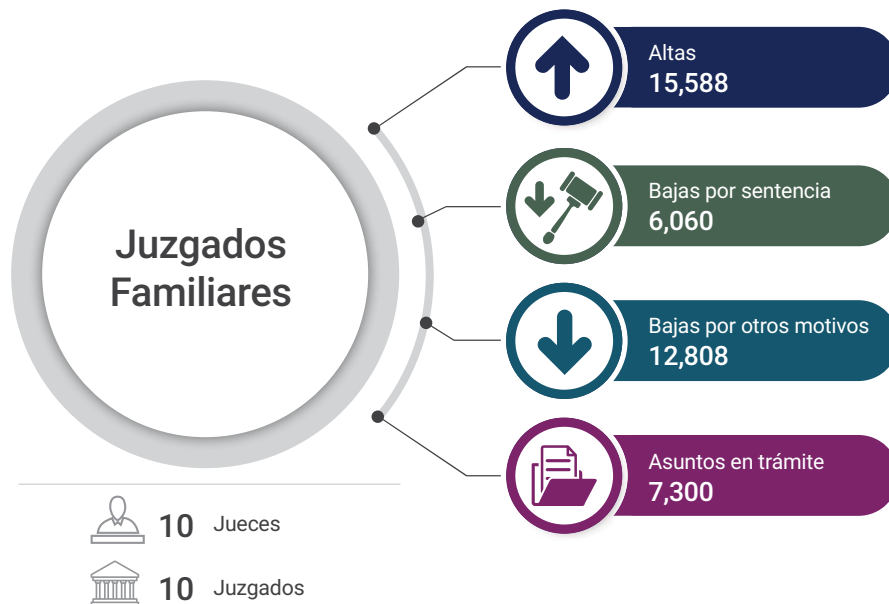 Juzgados
Familiares
10 Jueces
10 Juzgados
Altas
15,588
Bajas por sentencia
6,060
Bajas por otros motivos
12,808
Asuntos en trámite
7,300